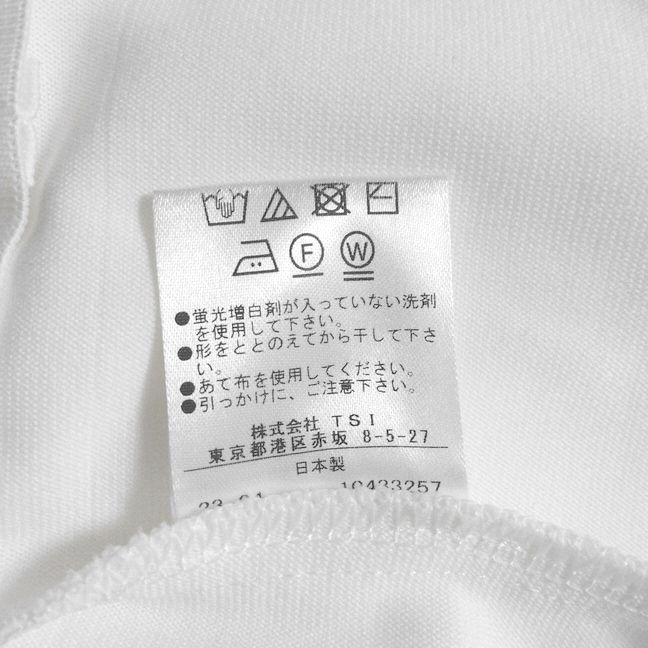 F W
●蛍光増白剤が入っていない洗剤
を使用して下さい。
●形をととのえてから干して下さ
い。
●あて布を使用してください。
●引っかけに、ご注意下さい。
株式会社 TSI
東京都港区赤坂 8-5-27
日本製
10433257